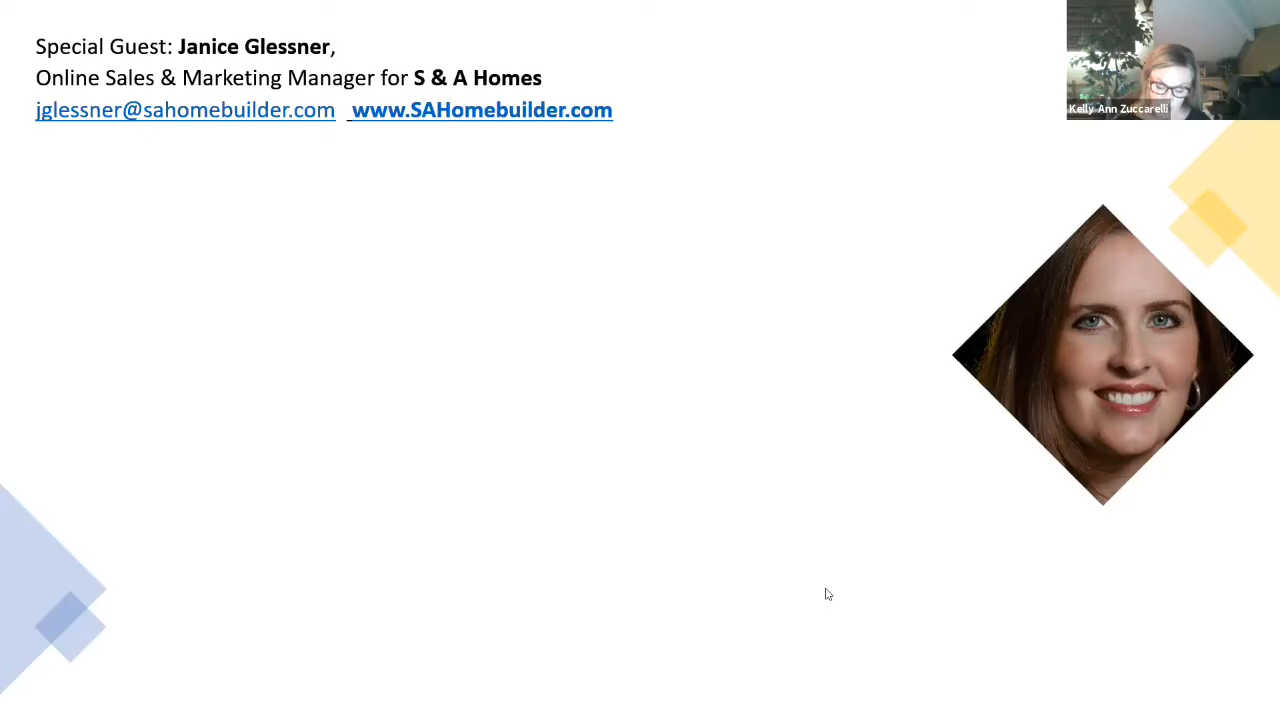 Special Guest: Janice Glessner,
Online Sales & Marketing Manager for S & A Homes
jglessner@sahomebuilder.com www.SAHomebuilder.com
Kelly Ann Zuccarelli